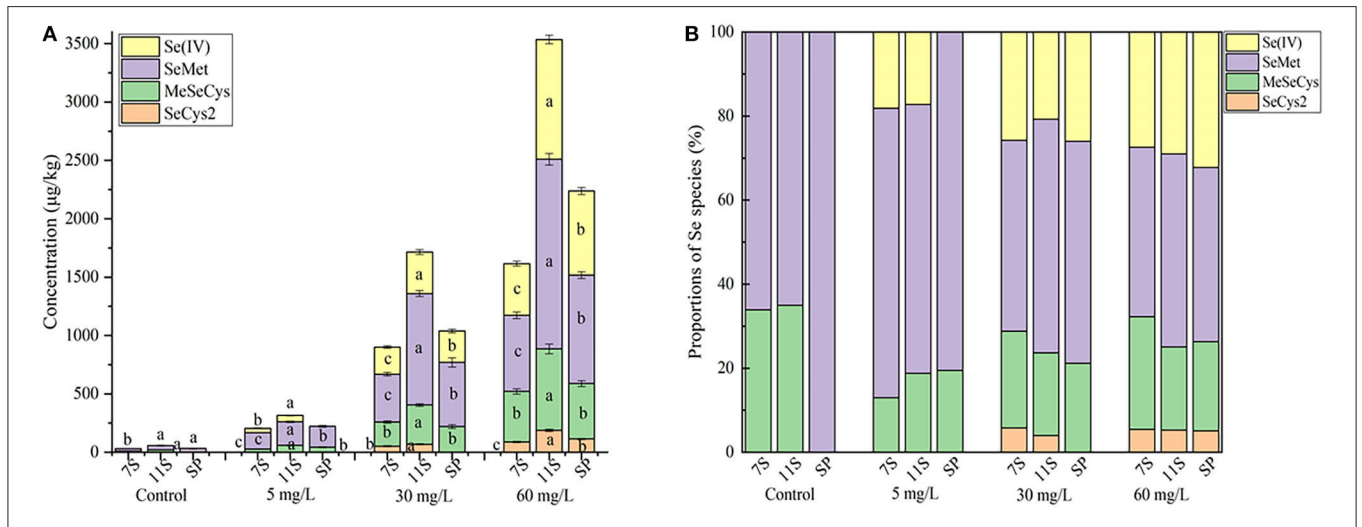 A
Se(IV)
SeMet
MeSeCys
SeCys2
Concentration (µg/kg)
3500
3000
2500
2000
1500
1000
500
0
b a a
a
b a
c a b
c a b
c a b
c a b
b a b
b a
c a b
c a b
b a b
c a b
7S 11S SP 7S 11S SP 7S 11S SP 7S 11S SP
Control 5 mg/L 30 mg/L 60 mg/L
B
Se(IV)
SeMet
MeSeCys
SeCys2
Proportions of Se species (%)
100
80
60
40
20
0
7S 11S SP 7S 11S SP 7S 11S SP 7S 11S SP
Control 5 mg/L 30 mg/L 60 mg/L